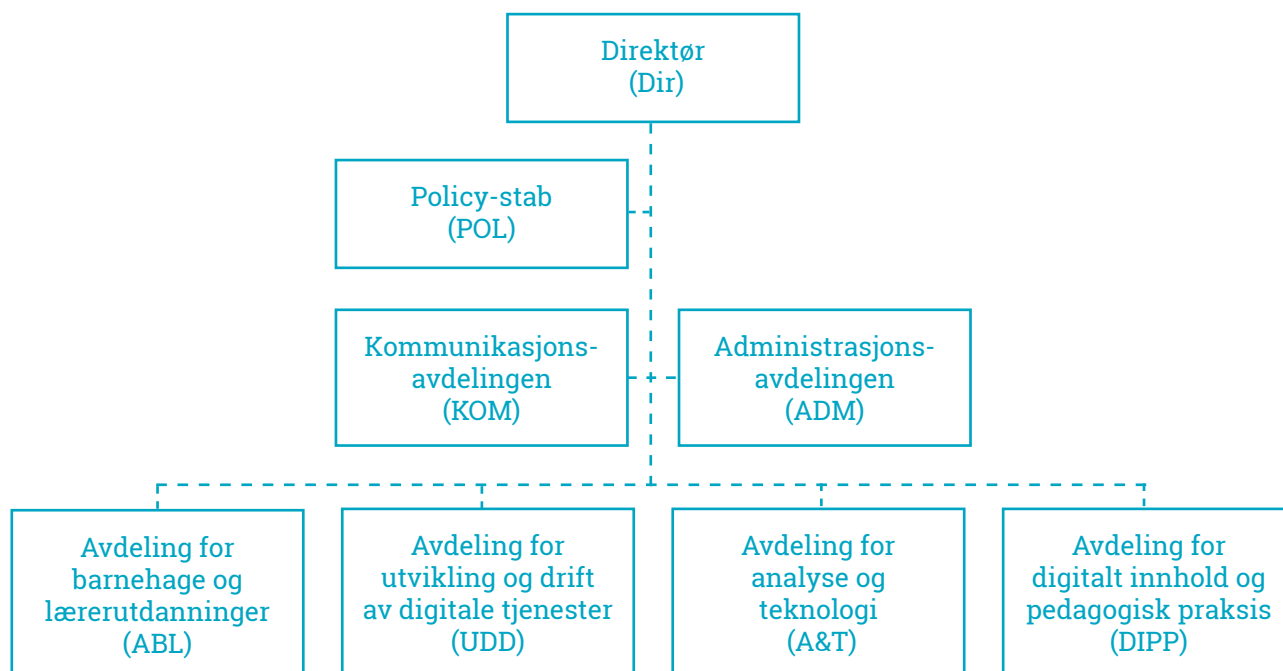 Direktør
(Dir)
Policy-stab
(POL)
Kommunikasjons-
avdelingen
(KOM)
Administrasjons-
avdelingen
(ADM)
Avdeling for
barnehage og
lærerutdanninger
(ABL)
Avdeling for
utvikling og drift
av digitale tjenester
(UDD)
Avdeling for
analyse og
teknologi
(A&T)
Avdeling for
digitalt innhold og
pedagogisk praksis
(DIPP)